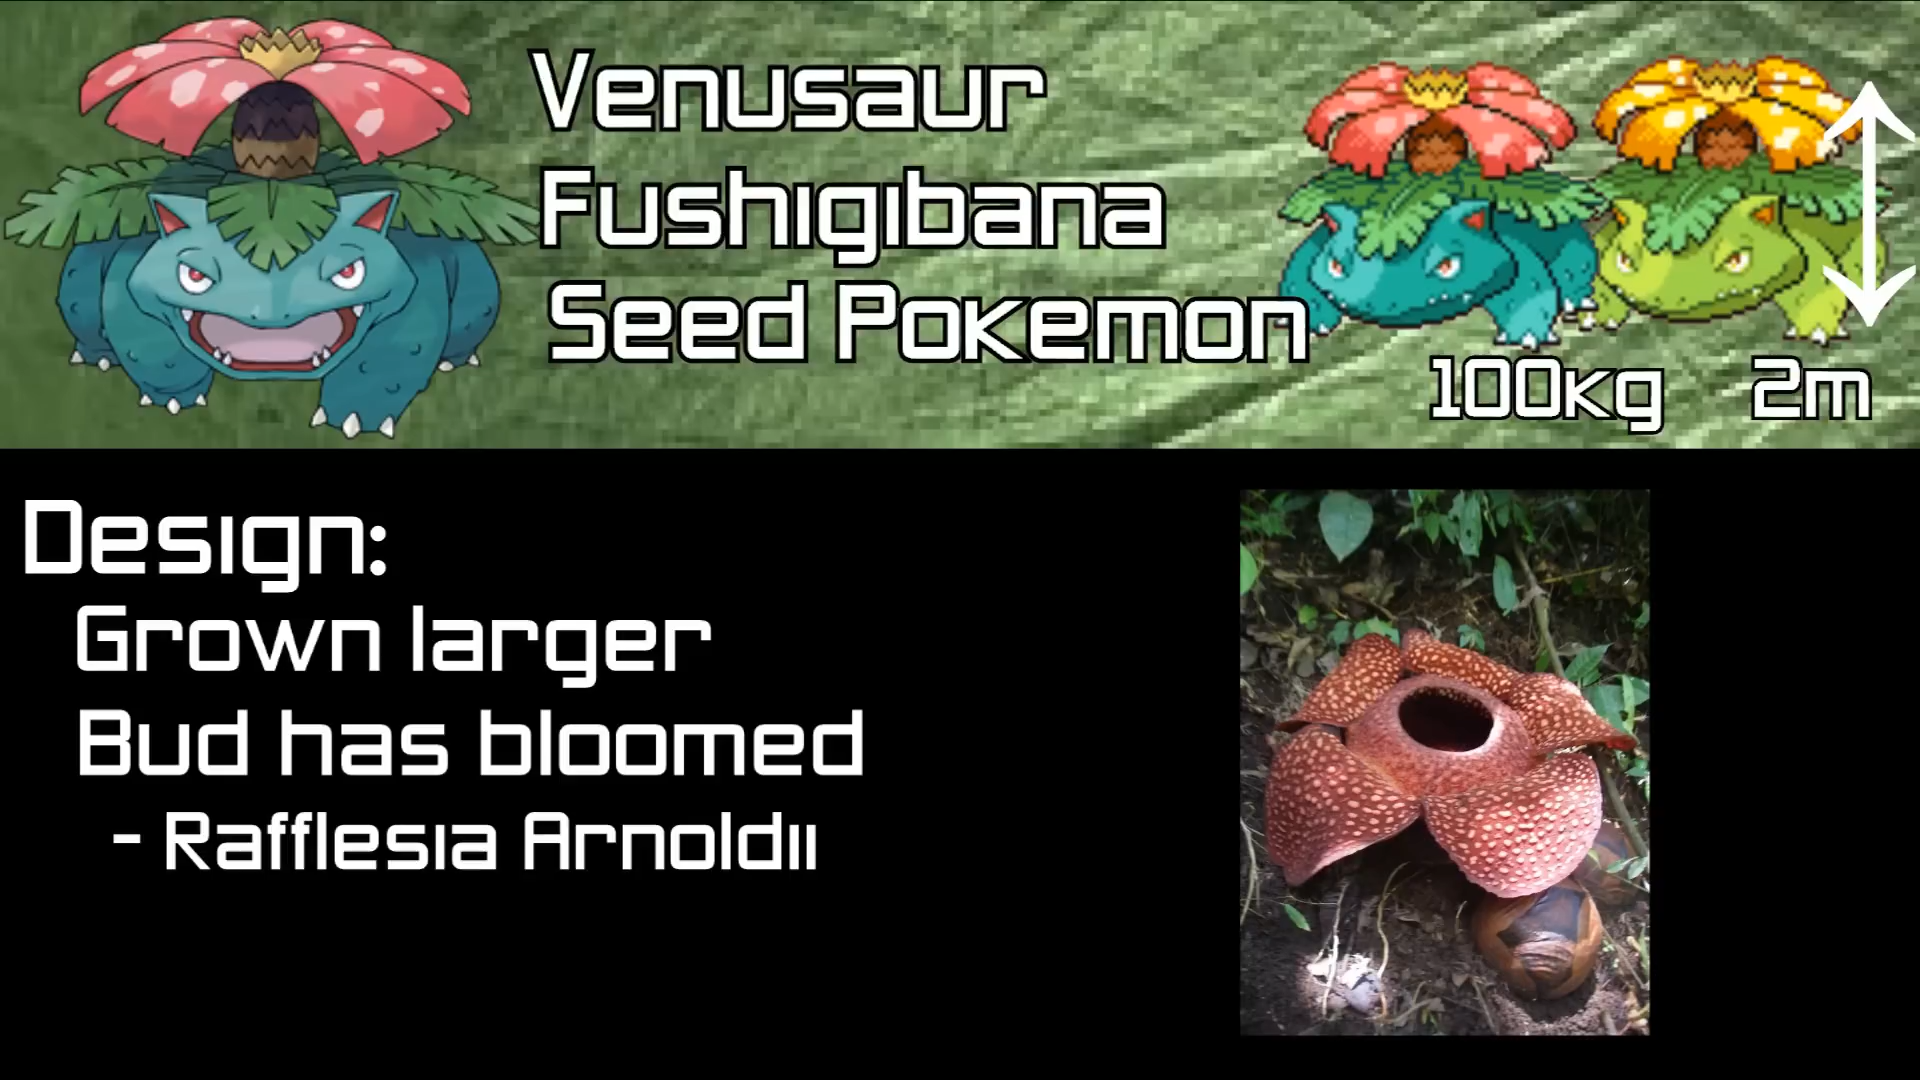 Venusaur
Fushigibana
Seed Pokemon
100kg 2m
Design:
Grown larger
Bud has bloomed
- Rafflesia Arnoldii